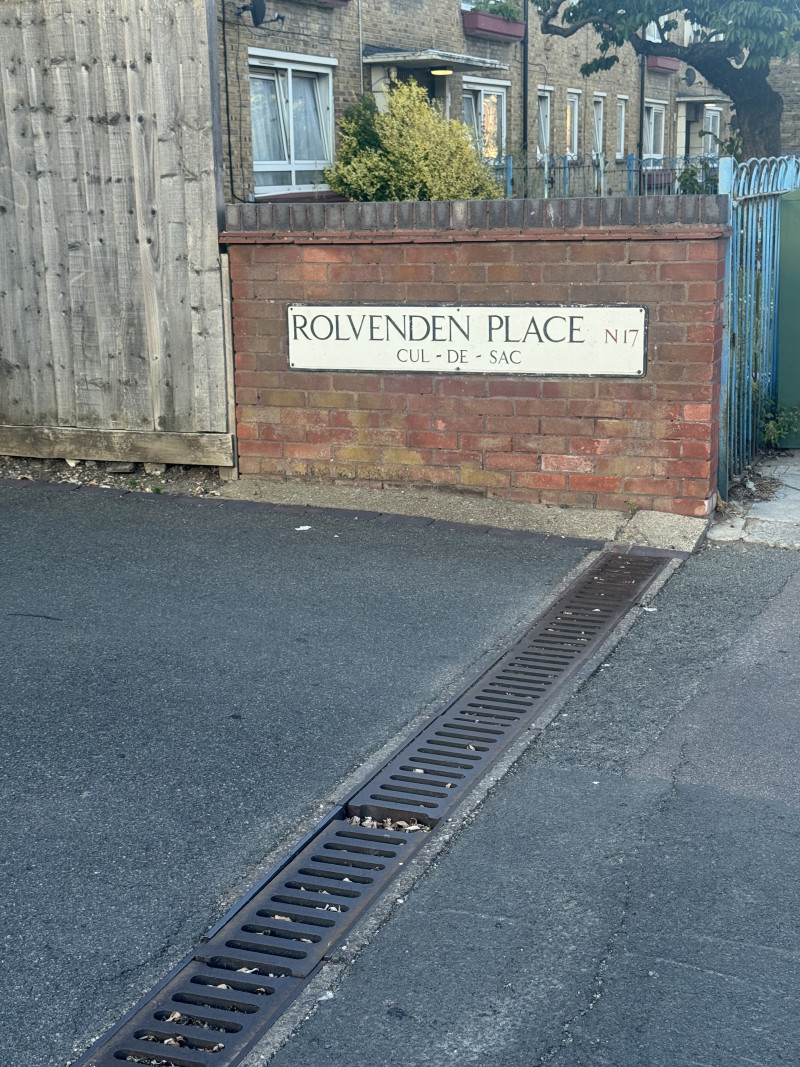 ROLVENDEN PLACE N17
CUL - DE - SAC